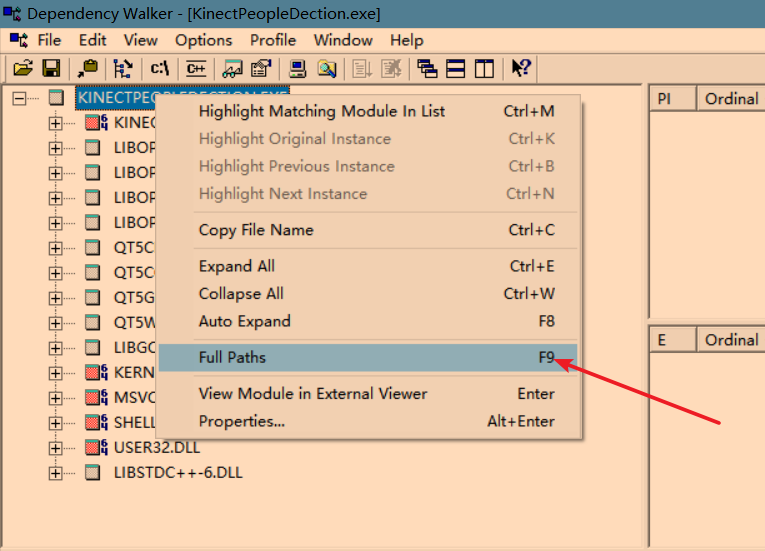 Dependency Walker - [KinectPeopleDection.exe]
File Edit View Options Profile Window Help
c:\ C++
KINECTPEOPLEDECTION.EXE
PI Ordinal
KINEC
LIBOP
LIBOP
LIBOP
LIBOP
QT5C
QT5C
QT5G
QT5W
LIBGC
KERN
MSVC
SHELL
USER32.DLL
LIBSTDC++-6.DLL
Highlight Matching Module In List Ctrl+M
Highlight Original Instance Ctrl+K
Highlight Previous Instance Ctrl+B
Highlight Next Instance Ctrl+N
Copy File Name Ctrl+C
Expand All Ctrl+E
Collapse All Ctrl+W
Auto Expand F8
Full Paths F9
View Module in External Viewer Enter
Properties... Alt+Enter
E Ordinal